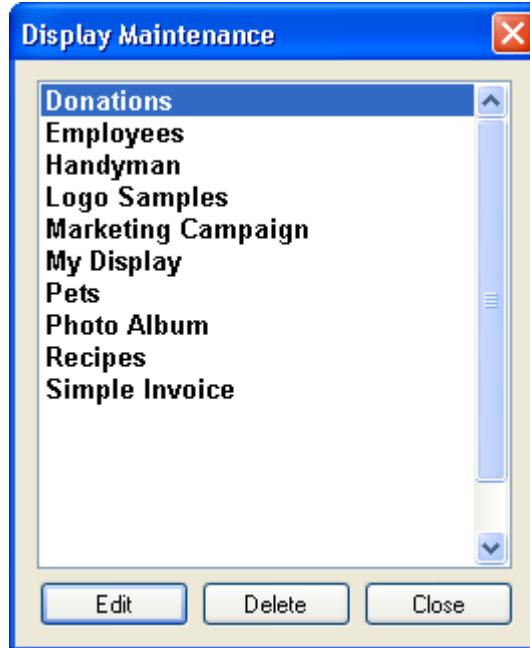 Display Maintenance
Donations
Employees
Handyman
Logo Samples
Marketing Campaign
My Display
Pets
Photo Album
Recipes
Simple Invoice
Edit Delete Close